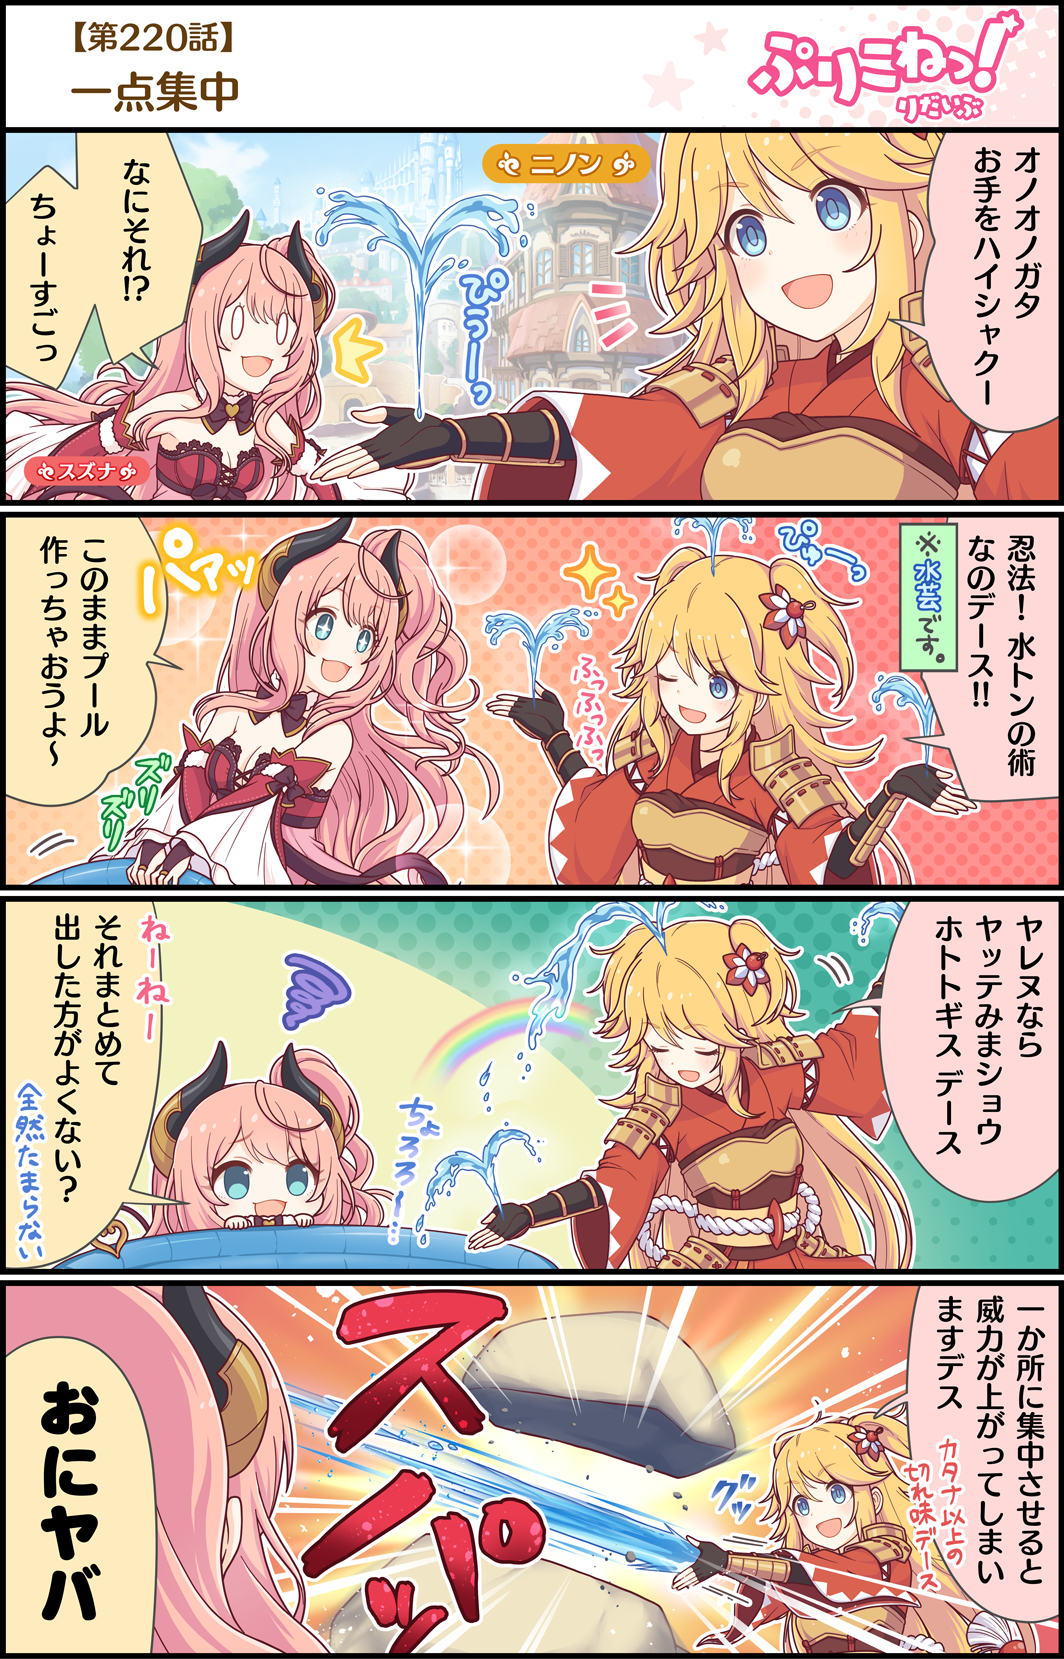 【第220話】
一点集中
ぷりこねっ!
りだいぶ
オノオノガタ
お手をハイシャクー
ニノン
ぴぅーっ
なにそれ!?
ちょーすごっ
スズナ
忍法!水トンの術
なのデース!!
※水芸です。
ぴゅーっ
ふっふっふっ
パァッ
このままプール
作っちゃおうよ~
ズリズリ
ヤレヌなら
ヤッテみまショウ
ホトトギス デース
ちょろろー…
ねーねー
それまとめて
出した方がよくない?
全然たまらない
一か所に集中させると
威力が上がってしまい
ますデス
カタナ以上の
切れ味デース
グッ
スパッ
おにヤバ